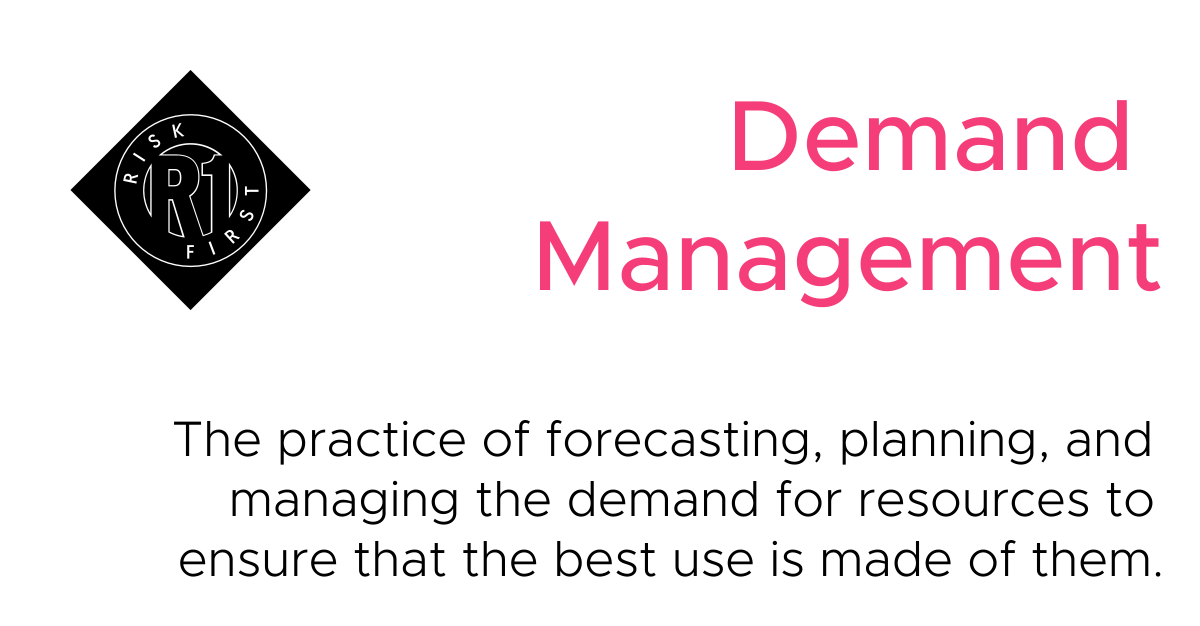 RISK
R1
FIRST
Demand
Management
The practice of forecasting, planning, and
managing the demand for resources to
ensure that the best use is made of them.